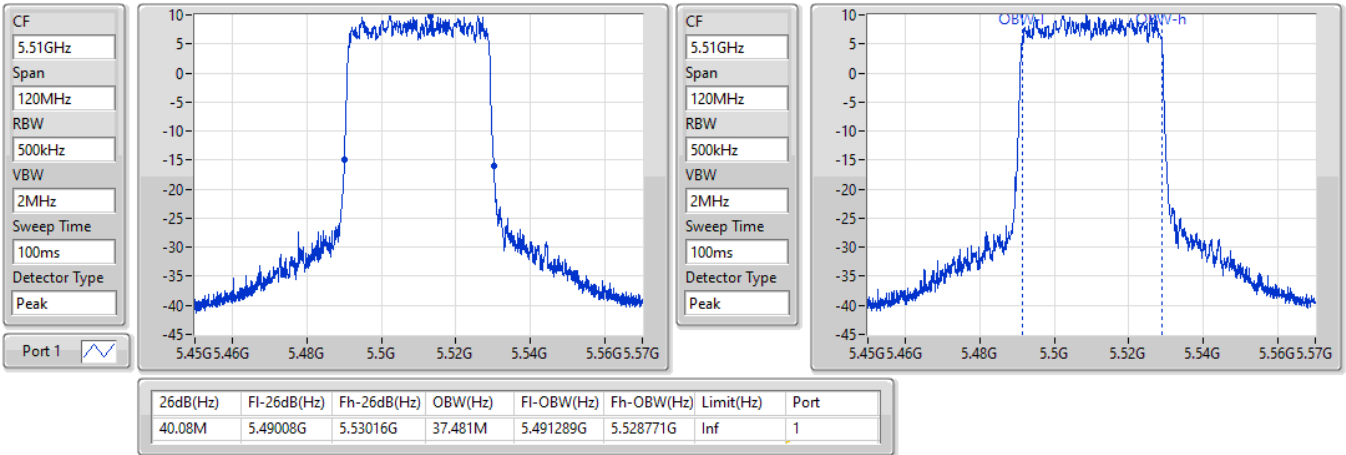 CF
5.51GHz
Span
120MHz
RBW
500kHz
VBW
2MHz
Sweep Time
100ms
Detector Type
Peak
Port 1
10
5
0
-5
-10
-15
-20
-25
-30
-35
-40
-45
5.45G 5.46G 5.48G 5.5G 5.52G 5.54G 5.56G 5.57G
CF
5.51GHz
Span
120MHz
RBW
500kHz
VBW
2MHz
Sweep Time
100ms
Detector Type
Peak
OBW-l OBW-h
10
5
0
-5
-10
-15
-20
-25
-30
-35
-40
-45
5.45G 5.46G 5.48G 5.5G 5.52G 5.54G 5.56G 5.57G
26dB(Hz) Fl-26dB(Hz) Fh-26dB(Hz) OBW(Hz) Fl-OBW(Hz) Fh-OBW(Hz) Limit(Hz) Port
40.08M 5.49008G 5.53016G 37.481M 5.491289G 5.528771G Inf 1